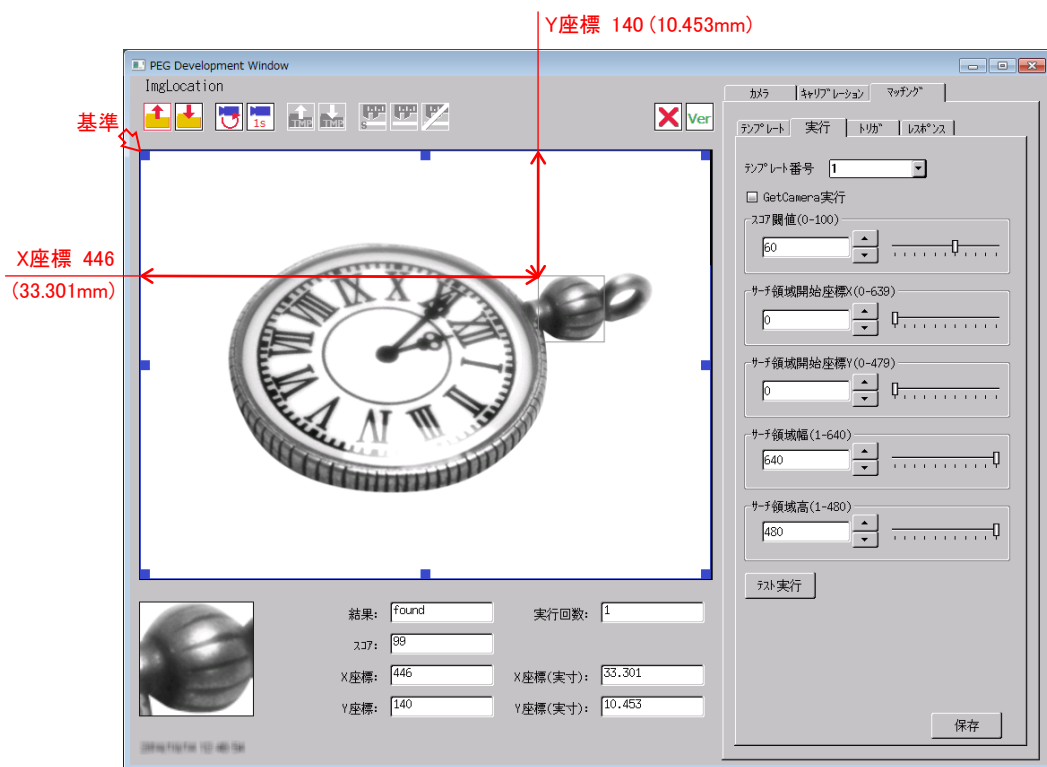 Y座標 140 (10.453mm)
PEG Development Window
ImgLocation
1s
TMP
TMP
S
Ver
基準
X座標 446
(33.301mm)
カメラ
キャリブレーション
マッチング
テンプレート
実行
トリガ
レスポンス
テンプレート番号 1
GetCamera実行
スコア閾値(0-100)
60
サーチ領域開始座標X(0-639)
0
サーチ領域開始座標Y(0-479)
0
サーチ領域幅(1-640)
640
サーチ領域高(1-480)
480
テスト実行
保存
結果: found 実行回数: 1
スコア: 99
X座標: 446 X座標(実寸): 33.301
Y座標: 140 Y座標(実寸): 10.453